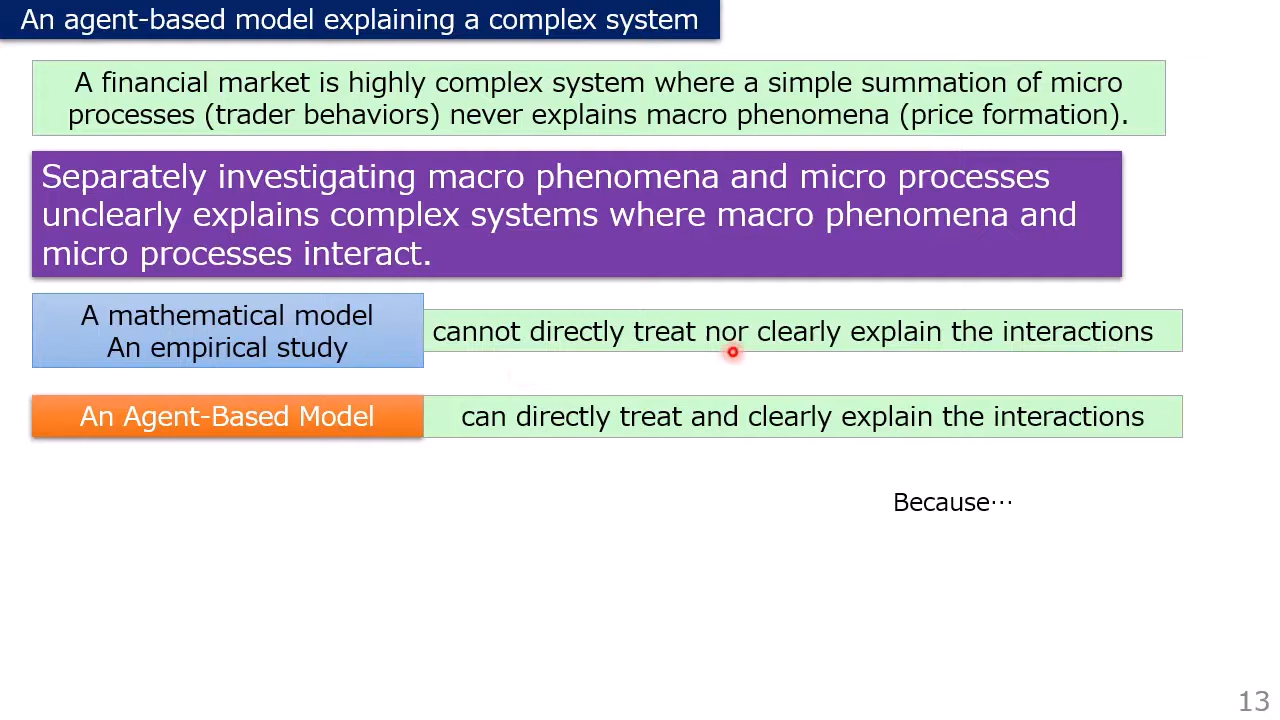 An agent-based model explaining a complex system
A financial market is highly complex system where a simple summation of micro
processes (trader behaviors) never explains macro phenomena (price formation).
Separately investigating macro phenomena and micro processes
unclearly explains complex systems where macro phenomena and
micro processes interact.
A mathematical model
An empirical study
cannot directly treat nor clearly explain the interactions
An Agent-Based Model
can directly treat and clearly explain the interactions
Because…
13